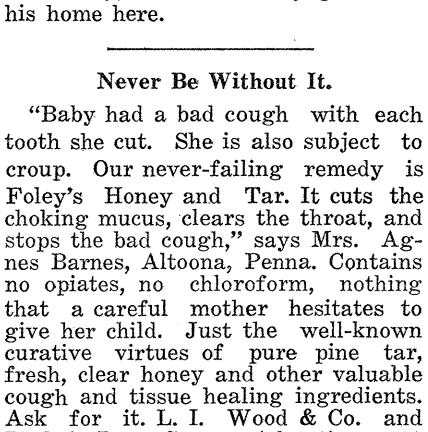 his home here.
Never Be Without It.
"Baby had a bad cough with each
tooth she cut. She is also subject to
croup. Our never-failing remedy is
Foley's Honey and Tar. It cuts the
choking mucus, clears the throat, and
stops the bad cough," says Mrs. Ag-
nes Barnes, Altoona, Penna. Contains
no opiates, no chloroform, nothing
that a careful mother hesitates to
give her child. Just the well-known
curative virtues of pure pine tar,
fresh, clear honey and other valuable
cough and tissue healing ingredients.
Ask for it. L. I. Wood & Co. and